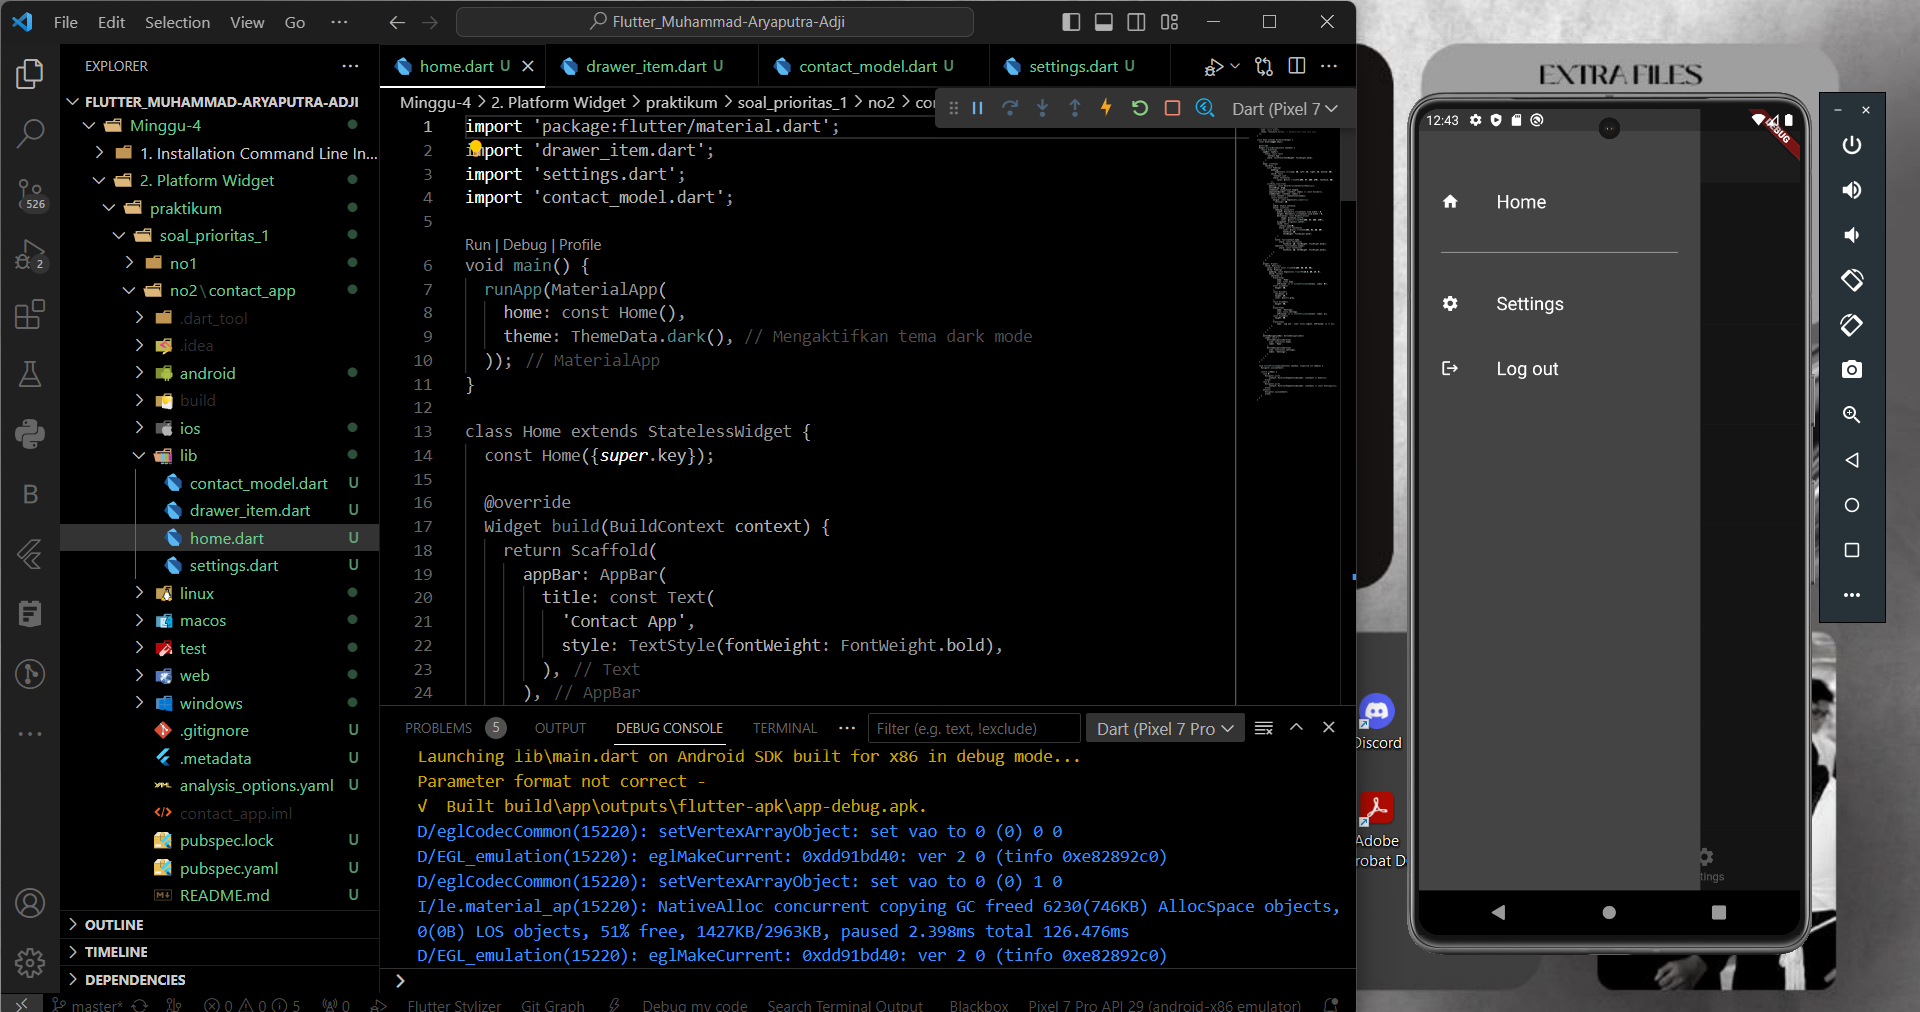 File Edit Selection View Go ···
Flutter_Muhammad-Aryaputra-Adji
EXPLORER
FLUTTER_MUHAMMAD-ARYAPUTRA-ADJI
Minggu-4
1. Installation Command Line In...
2. Platform Widget
praktikum
soal_prioritas_1
no1
no2\contact_app
.dart_tool
.idea
android
build
ios
lib
contact_model.dart U
drawer_item.dart U
home.dart U
settings.dart U
linux
macos
test
web
windows
.gitignore U
.metadata U
analysis_options.yaml U
contact_app.iml
pubspec.lock U
pubspec.yaml U
README.md U
OUTLINE
TIMELINE
DEPENDENCIES
526
2
B
home.dart U
drawer_item.dart U
contact_model.dart U
settings.dart U
Minggu-4 > 2. Platform Widget > praktikum > soal_prioritas_1 > no2 > co
Dart (Pixel 7
1 import 'package:flutter/material.dart';
2 import 'drawer_item.dart';
3 import 'settings.dart';
4 import 'contact_model.dart';
5
Run | Debug | Profile
6 void main() {
7 runApp(MaterialApp(
8 home: const Home(),
9 theme: ThemeData.dark(), // Mengaktifkan tema dark mode
10 )); // MaterialApp
11 }
12
13 class Home extends StatelessWidget {
14 const Home({super.key});
15
16 @override
17 Widget build(BuildContext context) {
18 return Scaffold(
19 appBar: AppBar(
20 title: const Text(
21 'Contact App',
22 style: TextStyle(fontWeight: FontWeight.bold),
23 ), // Text
24 ), // AppBar
PROBLEMS 5 OUTPUT DEBUG CONSOLE TERMINAL ··· Filter (e.g. text, !exclude) Dart (Pixel 7 Pro
Launching lib\main.dart on Android SDK built for x86 in debug mode...
Parameter format not correct -
√ Built build\app\outputs\flutter-apk\app-debug.apk.
D/eglCodecCommon(15220): setVertexArrayObject: set vao to 0 (0) 0 0
D/EGL_emulation(15220): eglMakeCurrent: 0xdd91bd40: ver 2 0 (tinfo 0xe82892c0)
D/eglCodecCommon(15220): setVertexArrayObject: set vao to 0 (0) 1 0
I/le.material_ap(15220): NativeAlloc concurrent copying GC freed 6230(746KB) AllocSpace objects,
0(0B) LOS objects, 51% free, 1427KB/2963KB, paused 2.398ms total 126.476ms
D/EGL_emulation(15220): eglMakeCurrent: 0xdd91bd40: ver 2 0 (tinfo 0xe82892c0)
>
master* 0 0 5 0 Flutter Stylizer Git Graph Debug my code Search Terminal Output Blackbox Pixel 7 Pro API 29 (android-x86 emulator)
EXTRA FILES
12:43
DEBUG
Home
Settings
Log out
tings
Discord
Adobe
robat D